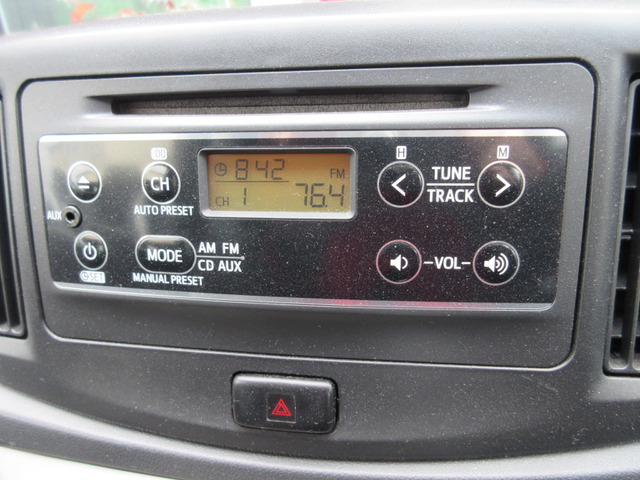 H M
CH
AUTO PRESET
8 42 FM
CH 1 76.4
TUNE
TRACK
AUX
MODE
MANUAL PRESET
AM FM
CD AUX
VOL
SET